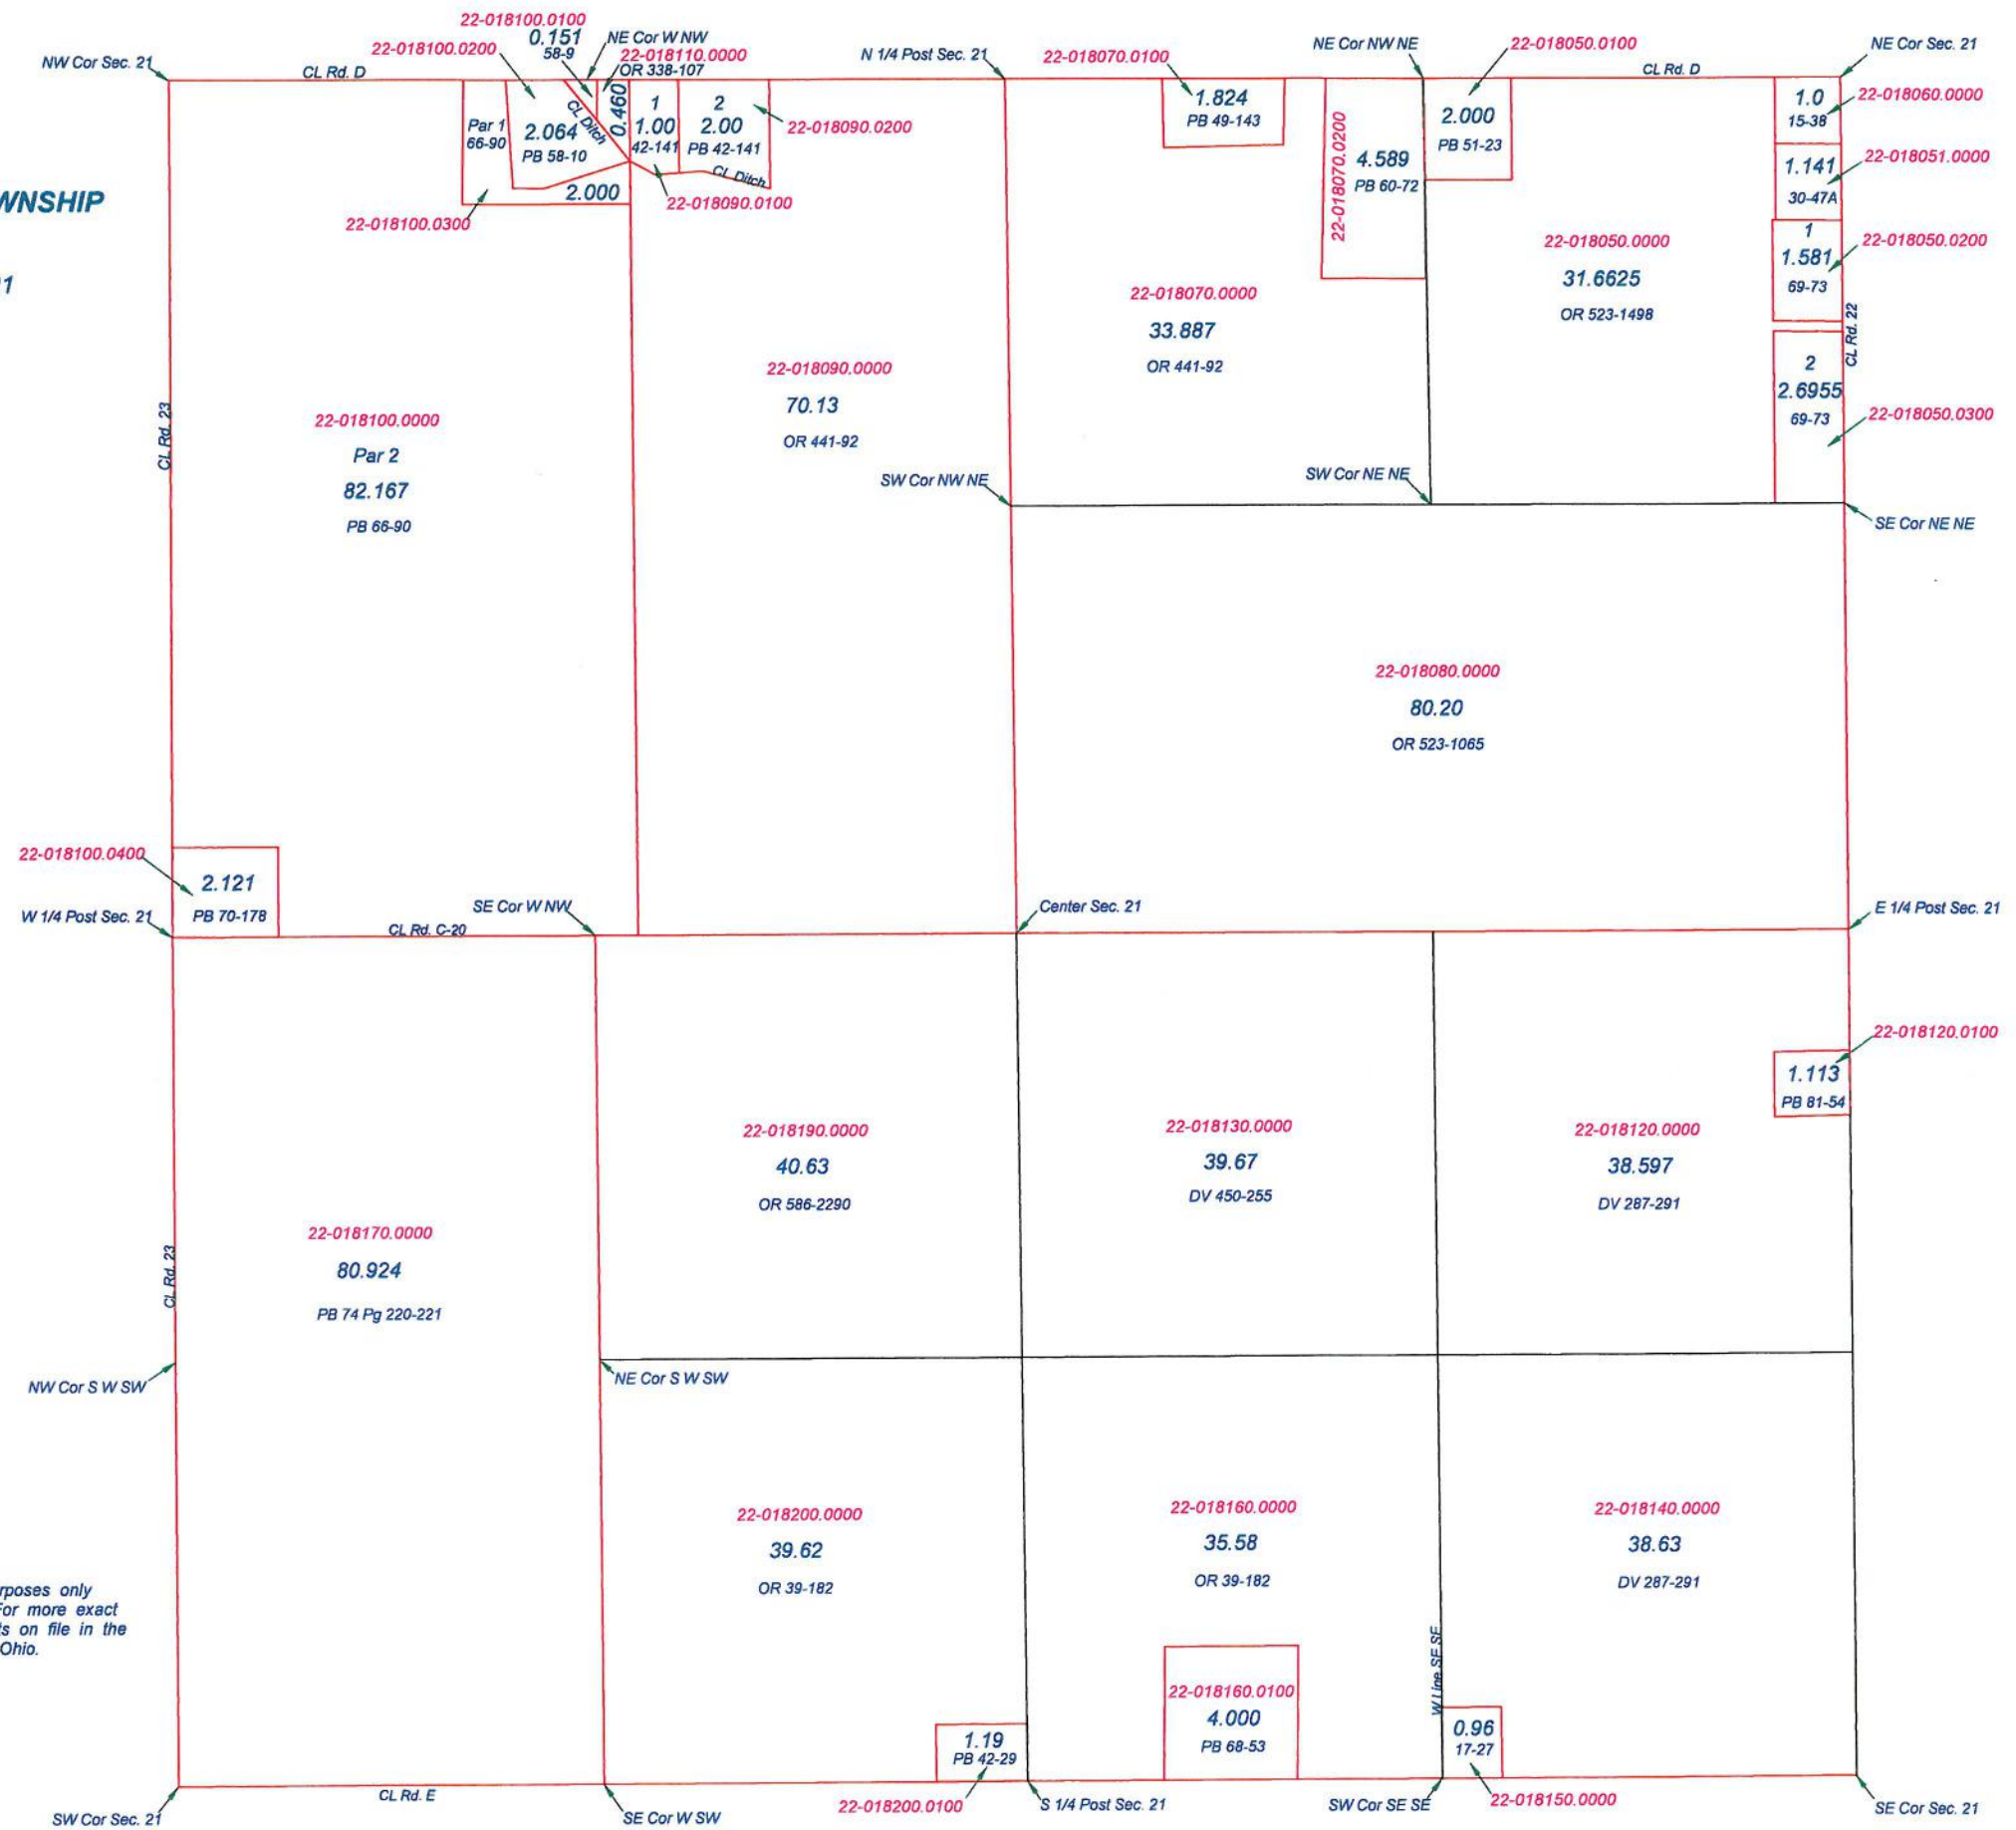 22-018100.0100
0.151
58-9
22-018100.0200
NE Cor W NW
22-018110.0000
OR 338-107
NW Cor Sec. 21
CL Rd. D
N 1/4 Post Sec. 21
22-018070.0100
NE Cor NW NE
22-018050.0100
CL Rd. D
NE Cor Sec. 21
Par 1
66-90
2.064
PB 58-10
CL Ditch
0.460
1
1.00
42-141
2
2.00
PB 42-141
22-018090.0200
CL Ditch
2.000
22-018090.0100
22-018100.0300
1.824
PB 49-143
22-018070.0200
4.589
PB 60-72
2.000
PB 51-23
1.0
15-38
22-018060.0000
1.141
30-47A
22-018051.0000
1
1.581
69-73
22-018050.0200
CL Rd. 22
2
2.6955
69-73
22-018050.0300
WNSHIP
1
22-018050.0000
31.6625
OR 523-1498
22-018070.0000
33.887
OR 441-92
22-018090.0000
70.13
OR 441-92
22-018100.0000
Par 2
82.167
PB 66-90
CL Rd. 23
SW Cor NW NE
SW Cor NE NE
SE Cor NE NE
22-018080.0000
80.20
OR 523-1065
22-018100.0400
2.121
PB 70-178
W 1/4 Post Sec. 21
SE Cor W NW
CL Rd. C-20
Center Sec. 21
E 1/4 Post Sec. 21
22-018120.0100
1.113
PB 81-54
22-018190.0000
40.63
OR 586-2290
22-018130.0000
39.67
DV 450-255
22-018120.0000
38.597
DV 287-291
22-018170.0000
80.924
PB 74 Pg 220-221
CL Rd. 23
NW Cor S W SW
NE Cor S W SW
22-018200.0000
39.62
OR 39-182
22-018160.0000
35.58
OR 39-182
22-018140.0000
38.63
DV 287-291
rposes only
For more exact
ts on file in the
Ohio.
W Line SE SE
22-018160.0100
4.000
PB 68-53
1.19
PB 42-29
0.96
17-27
CL Rd. E
SW Cor Sec. 21
SE Cor W SW
22-018200.0100
S 1/4 Post Sec. 21
SW Cor SE SE
22-018150.0000
SE Cor Sec. 21